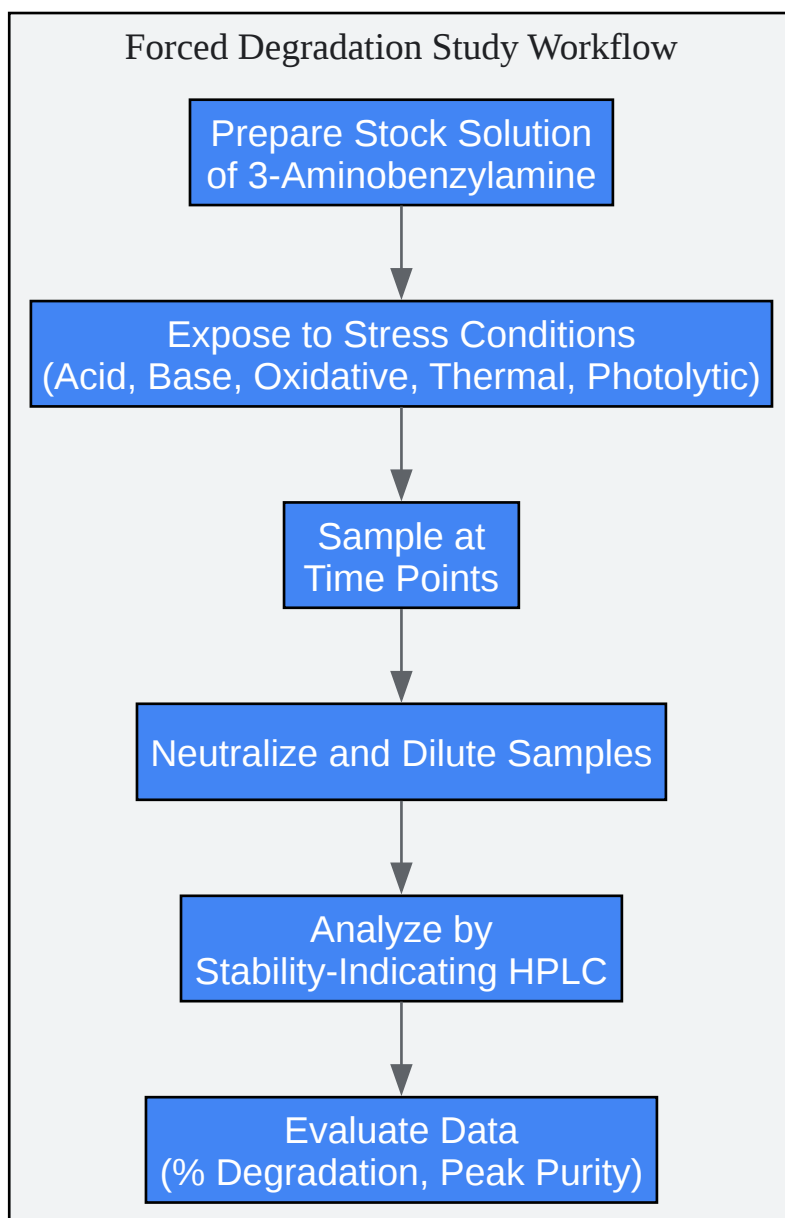 Forced Degradation Study Workflow
Prepare Stock Solution
of 3-Aminobenzylamine
Expose to Stress Conditions
(Acid, Base, Oxidative, Thermal, Photolytic)
Sample at
Time Points
Neutralize and Dilute Samples
Analyze by
Stability-Indicating HPLC
Evaluate Data
(% Degradation, Peak Purity)